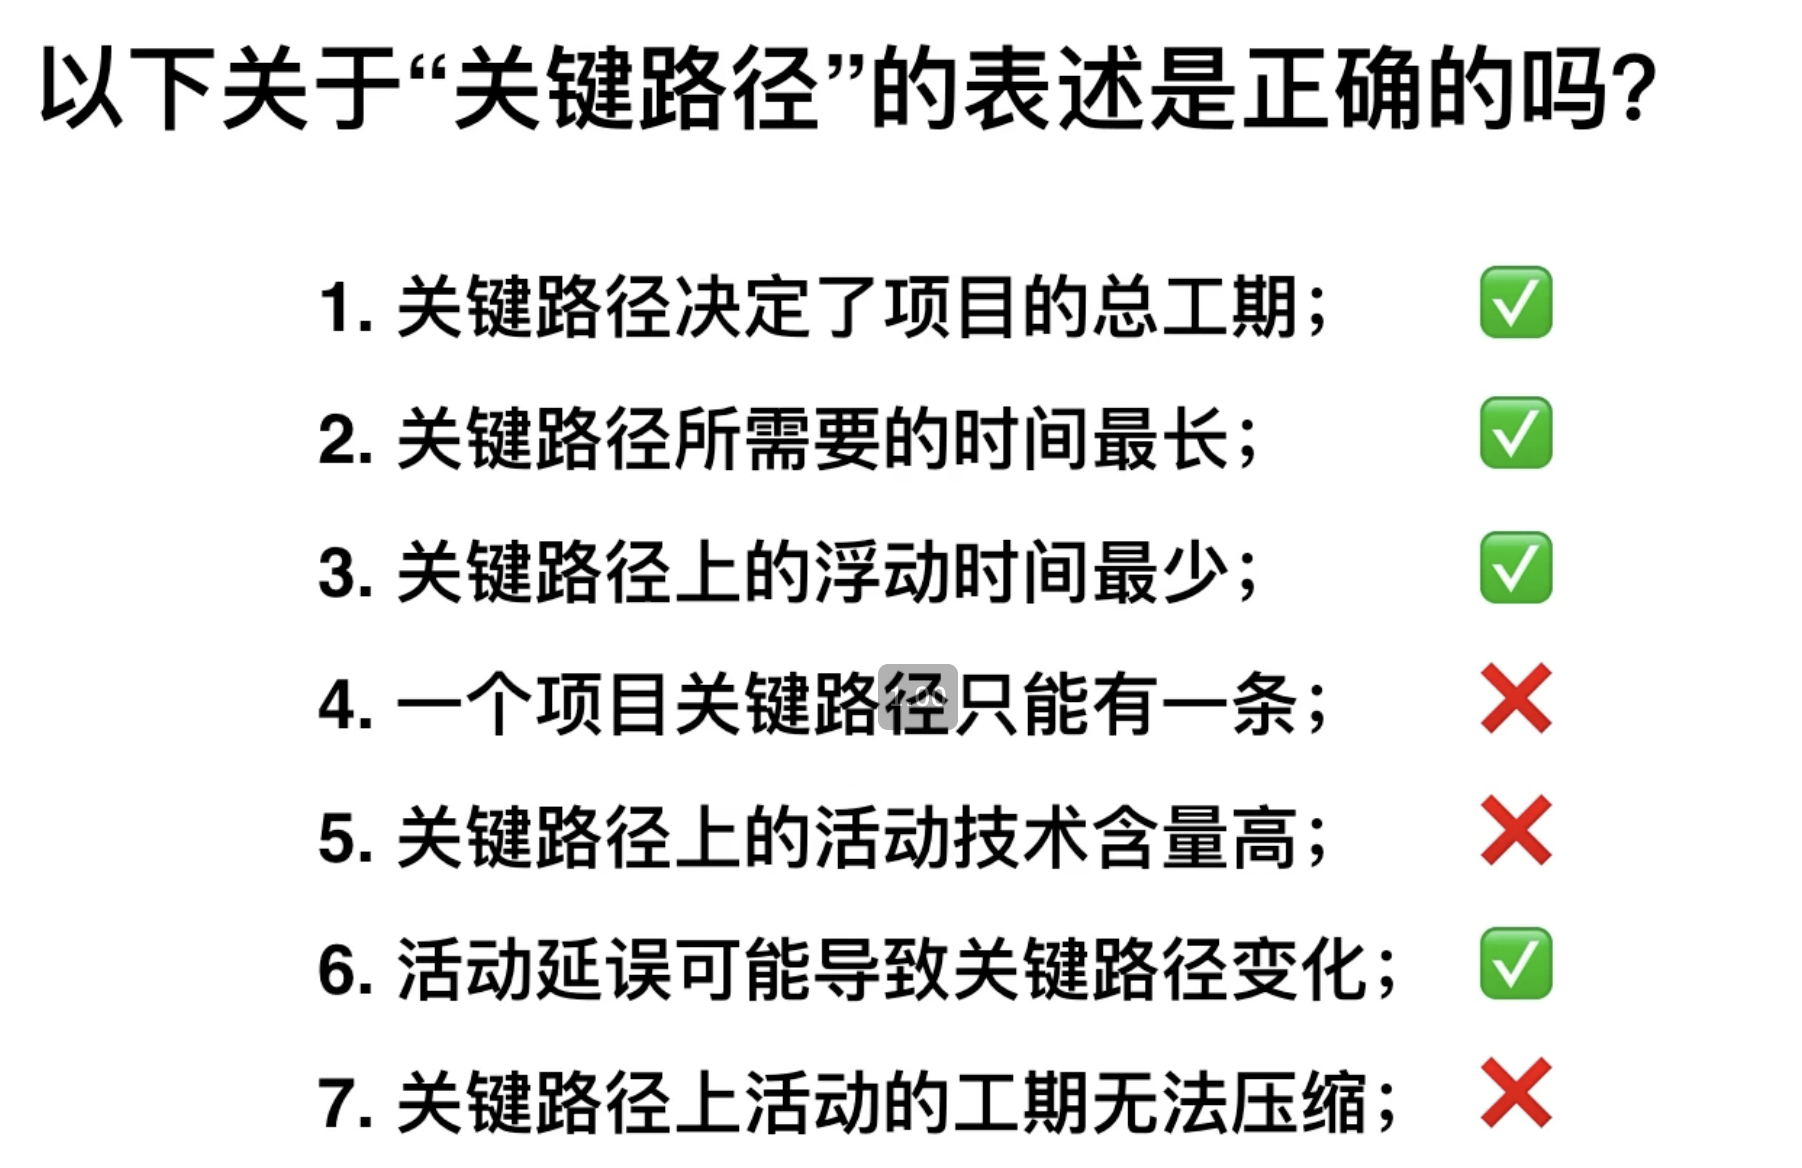 以下关于“关键路径”的表述是正确的吗？
1. 关键路径决定了项目的总工期； ✅
2. 关键路径所需要的时间最长； ✅
3. 关键路径上的浮动时间最少； ✅
4. 一个项目关键路径只能有一条； ❌
5. 关键路径上的活动技术含量高； ❌
6. 活动延误可能导致关键路径变化； ✅
7. 关键路径上活动的工期无法压缩； ❌